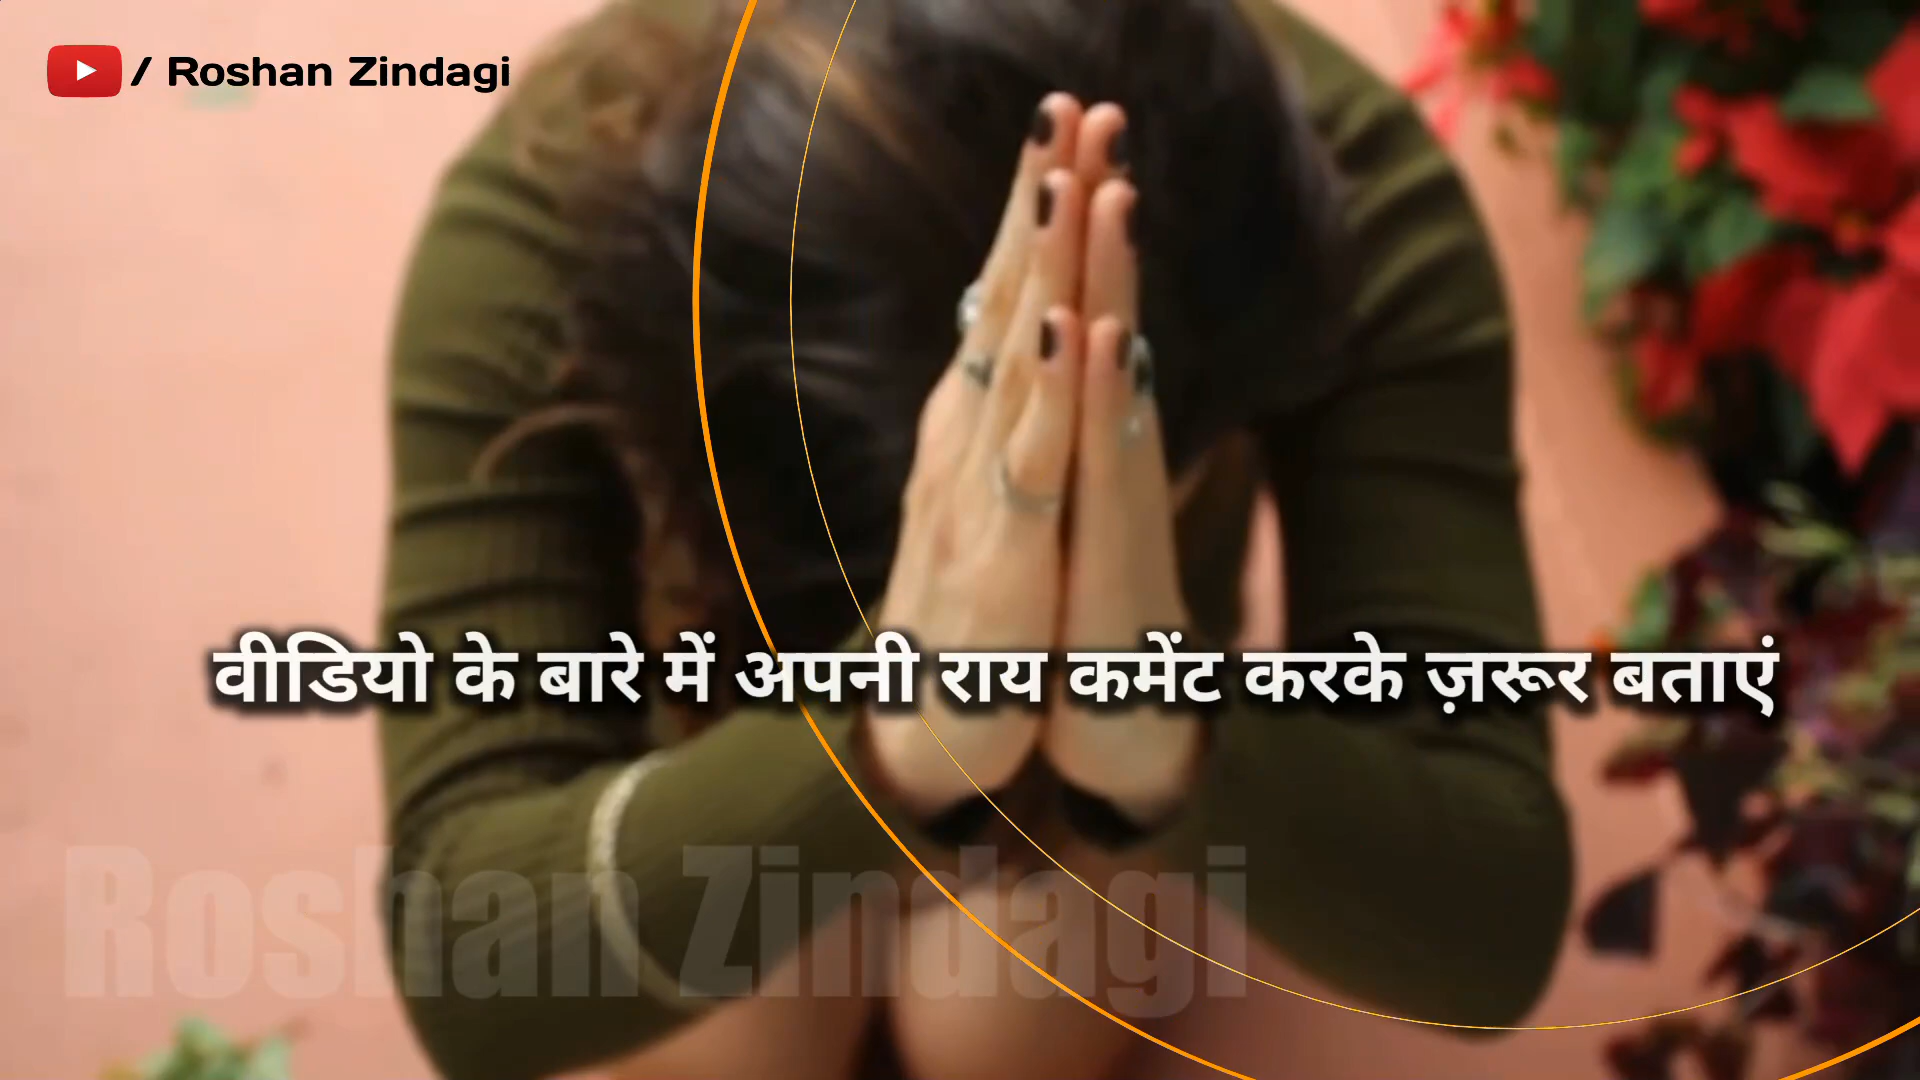 / Roshan Zindagi
वीडियो के बारे में अपनी राय कमेंट करके ज़रूर बताएं
Roshan Zindagi